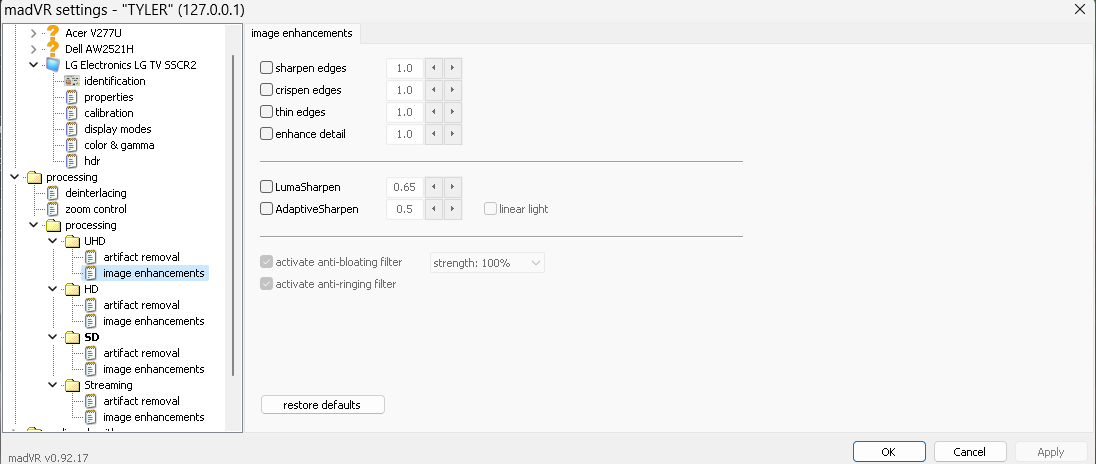 madVR settings - "TYLER" (127.0.0.1)
Acer V277U
Dell AW2521H
LG Electronics LG TV SSCR2
identification
properties
calibration
display modes
color & gamma
hdr
processing
deinterlacing
zoom control
processing
UHD
artifact removal
image enhancements
HD
artifact removal
image enhancements
SD
artifact removal
image enhancements
Streaming
artifact removal
image enhancements
image enhancements
sharpen edges 1.0
crispen edges 1.0
thin edges 1.0
enhance detail 1.0
LumaSharpen 0.65
AdaptiveSharpen 0.5 linear light
activate anti-bloating filter strength: 100%
activate anti-ringing filter
restore defaults
madVR v0.92.17
OK Cancel Apply